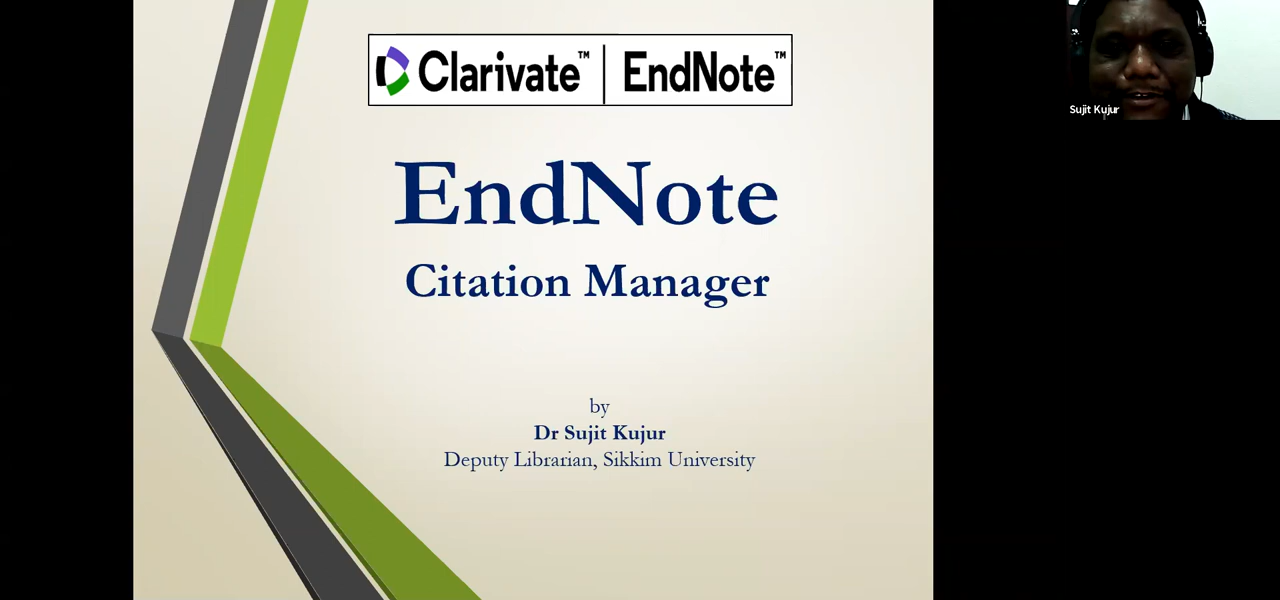 Clarivate™ | EndNote™
EndNote
Citation Manager
by
Dr Sujit Kujur
Deputy Librarian, Sikkim University
Sujit Kujur